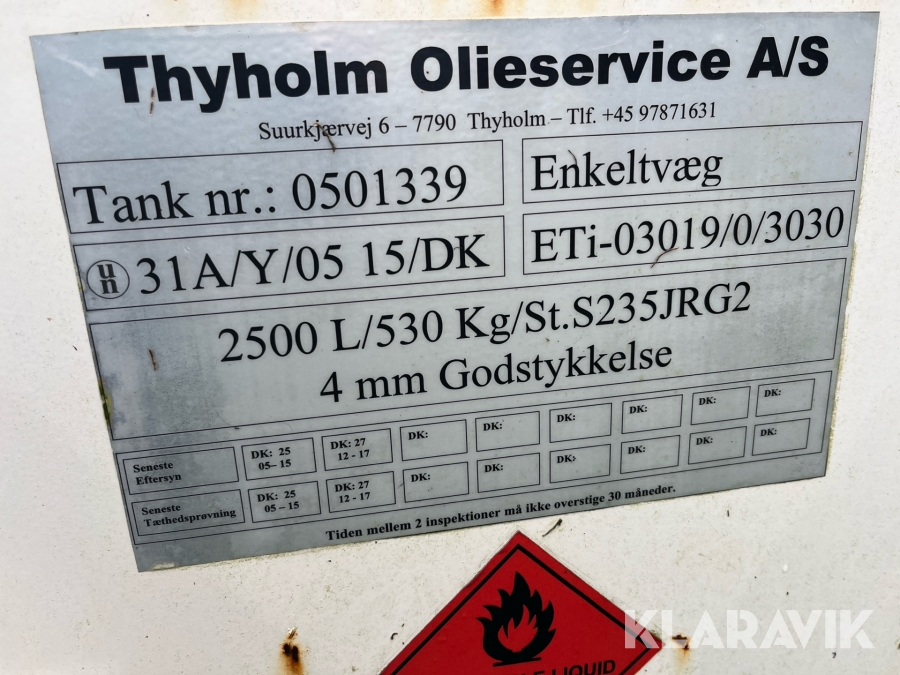 Thyholm Olieservice A/S
Suurkjærvej 6 – 7790 Thyholm – Tlf. +45 97871631
Tank nr.: 0501339
Enkeltvæg
un 31A/Y/05 15/DK
ETi-03019/0/3030
2500 L/530 Kg/St.S235JRG2
4 mm Godstykkelse
Seneste
Eftersyn
DK: 25
05– 15
DK: 27
12 - 17
DK:
DK:
DK:
DK:
DK:
DK:
Seneste
Tæthedsprøvning
DK: 25
05 – 15
DK: 27
12 - 17
DK:
DK:
DK:
DK:
DK:
DK:
Tiden mellem 2 inspektioner må ikke overstige 30 måneder.
LIQUID
KLARAVIK